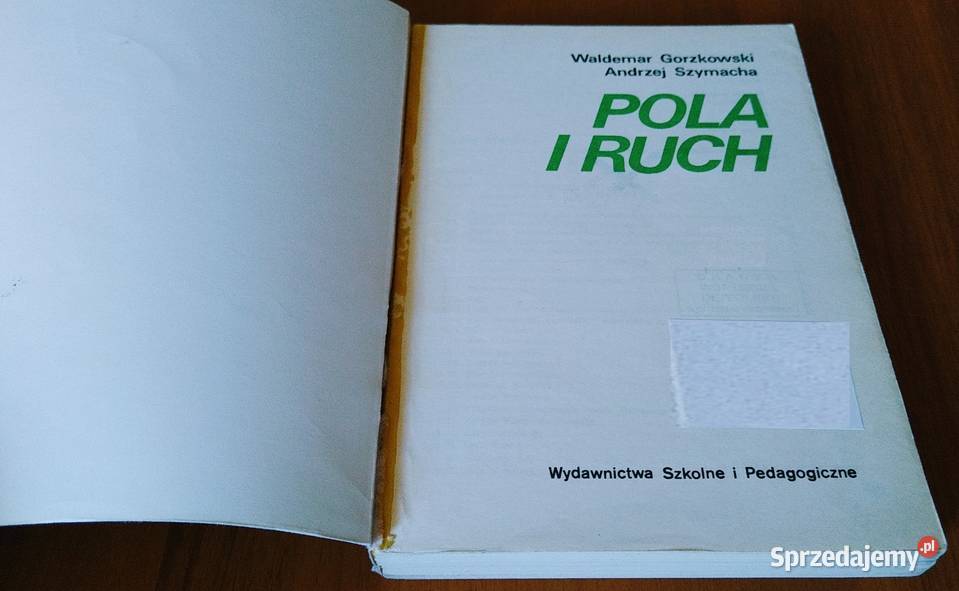 Waldemar Gorzkowski
Andrzej Szymacha
POLA
I RUCH
Wydawnictwa Szkolne i Pedagogiczne
Sprzedajemy.pl